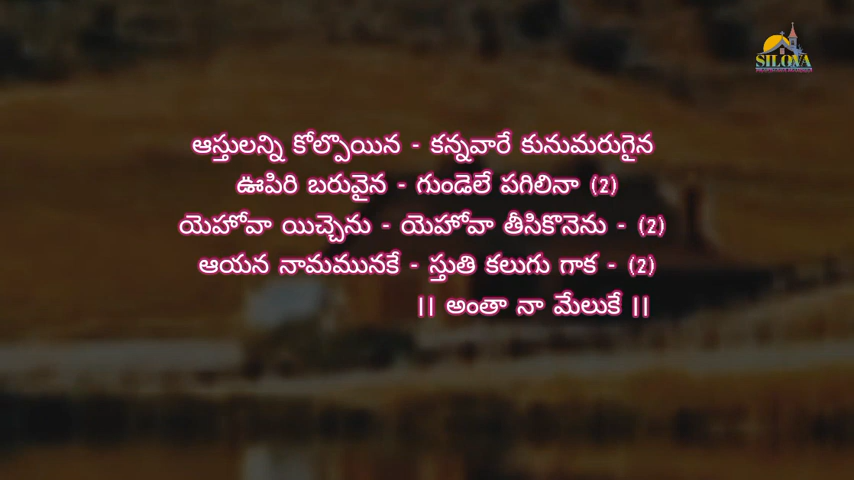 SILOVA
ఆస్తులన్ని కోల్పొయిన - కన్నవారే కునుమరుగైన
ఊపిరి బరువైన - గుండెలే పగిలినా (2)
యెహోవా యిచ్చెను - యెహోవా తీసికొనెను - (2)
ఆయన నామమునకే - స్తుతి కలుగు గాక - (2)
|| అంతా నా మేలుకే ||